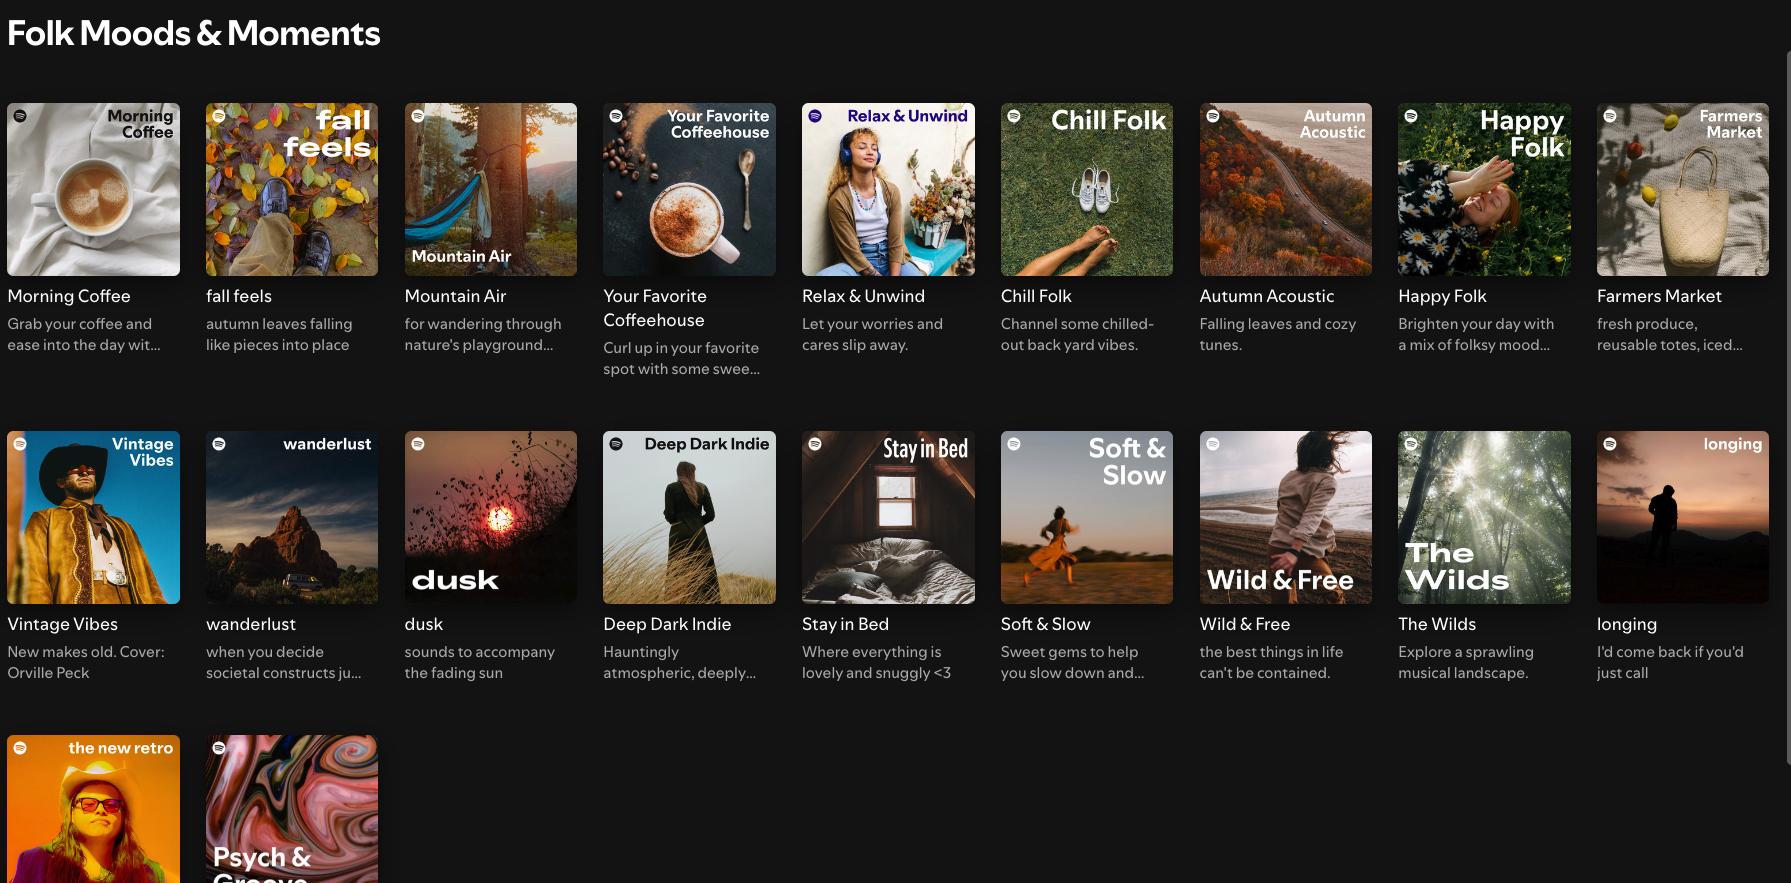 Folk Moods & Moments
Morning
Coffee
fall
feels
Mountain Air
Your Favorite
Coffeehouse
Relax & Unwind
Chill Folk
Autumn
Acoustic
Happy
Folk
Farmers
Market
Morning Coffee
Grab your coffee and
ease into the day wit...
fall feels
autumn leaves falling
like pieces into place
Mountain Air
for wandering through
nature's playground...
Your Favorite
Coffeehouse
Curl up in your favorite
spot with some swee...
Relax & Unwind
Let your worries and
cares slip away.
Chill Folk
Channel some chilled-
out back yard vibes.
Autumn Acoustic
Falling leaves and cozy
tunes.
Happy Folk
Brighten your day with
a mix of folksy mood...
Farmers Market
fresh produce,
reusable totes, iced...
Vintage
Vibes
wanderlust
dusk
Deep Dark Indie
Stay in Bed
Soft &
Slow
Wild & Free
The
Wilds
longing
Vintage Vibes
New makes old. Cover:
Orville Peck
wanderlust
when you decide
societal constructs ju...
dusk
sounds to accompany
the fading sun
Deep Dark Indie
Hauntingly
atmospheric, deeply...
Stay in Bed
Where everything is
lovely and snuggly <3
Soft & Slow
Sweet gems to help
you slow down and...
Wild & Free
the best things in life
can't be contained.
The Wilds
Explore a sprawling
musical landscape.
longing
I'd come back if you'd
just call
the new retro
Psych &
Groove